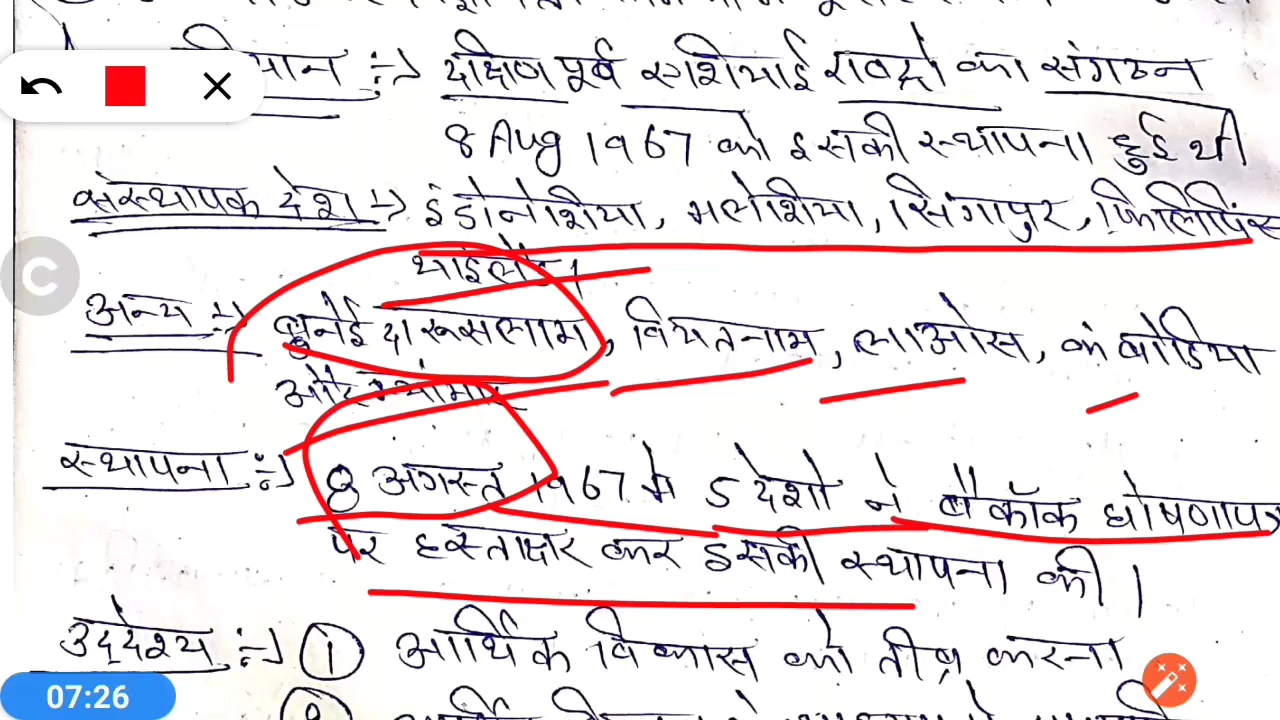 दक्षिण पूर्व एशियाई राष्ट्रो का संगठन
8 Aug 1967 को इसकी स्थापना हुई थी
संस्थापक देश → इंडोनेशिया, मलेशिया, सिंगापुर, फिलिपिंस
थाईलैंड।
अन्य :→ ब्रुनेई दारूसलाम, वियतनाम, लाओस, कंबोडिया
और म्यांमार
स्थापना :→ 8 अगस्त 1967 मे 5 देशो ने बैकॉक घोषणापत्र
पर हस्ताक्षर कर इसकी स्थापना की।
उद्देश्य :→ ① आर्थिक विकास को तीव्र करना
07:26
C